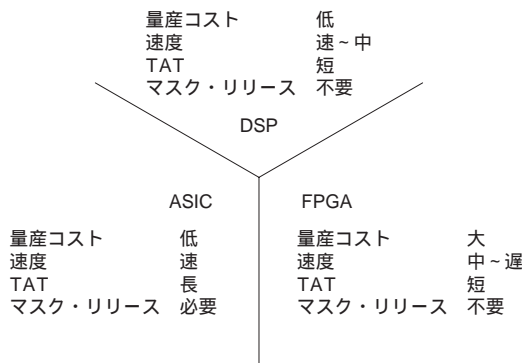 量産コスト 低
速度 速～中
TAT 短
マスク・リリース 不要
DSP
ASIC
量産コスト 低
速度 速
TAT 長
マスク・リリース 必要
FPGA
量産コスト 大
速度 中～遅
TAT 短
マスク・リリース 不要